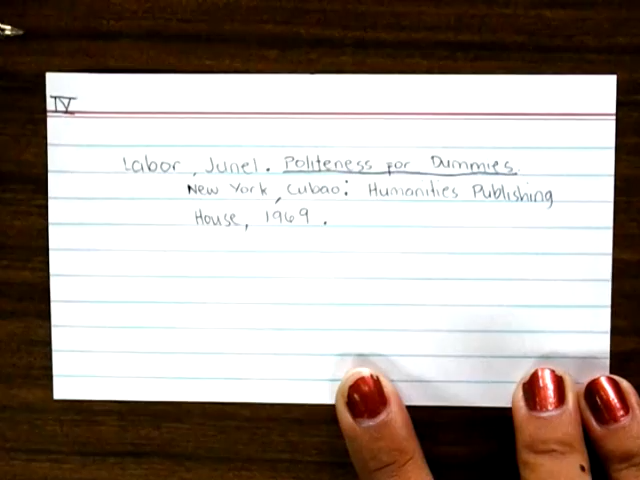 IV
Labor, Junel. Politeness for Dummies.
New York, Cubao: Humanities Publishing
House, 1969.